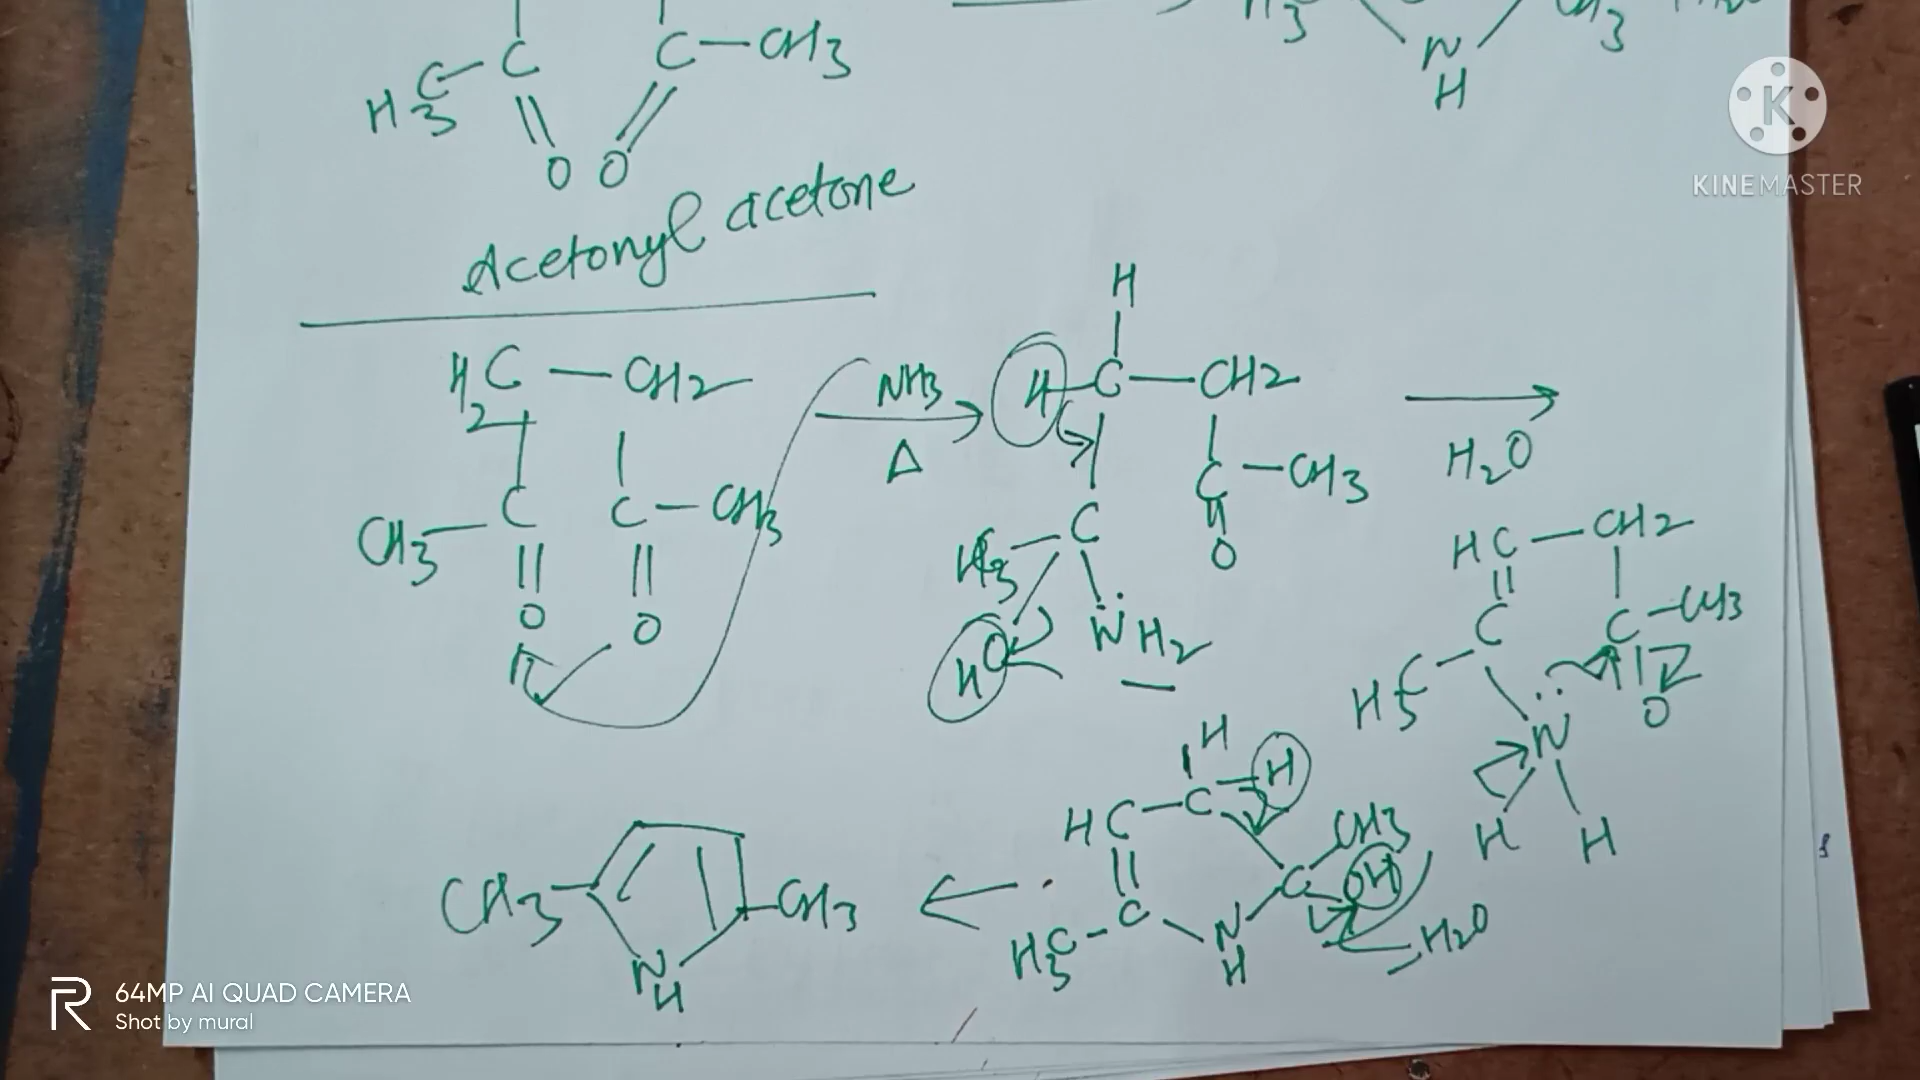 H3C C C-CH3
O O
N
H
CH3
Acetonyl acetone
KINEMASTER
H2C — CH2
CH3 — C C — CH3
O O
NH3
Δ
H
H — C — CH2
C — CH3
O
H3C — C
HO NH2
H2O
HC — CH2
C C — CH3
H3C O
N
H H
H
HC — C — H
CH3
C OH
H3C - C N
H
H2O
CH3 CH3
N
H
64MP AI QUAD CAMERA
Shot by mural